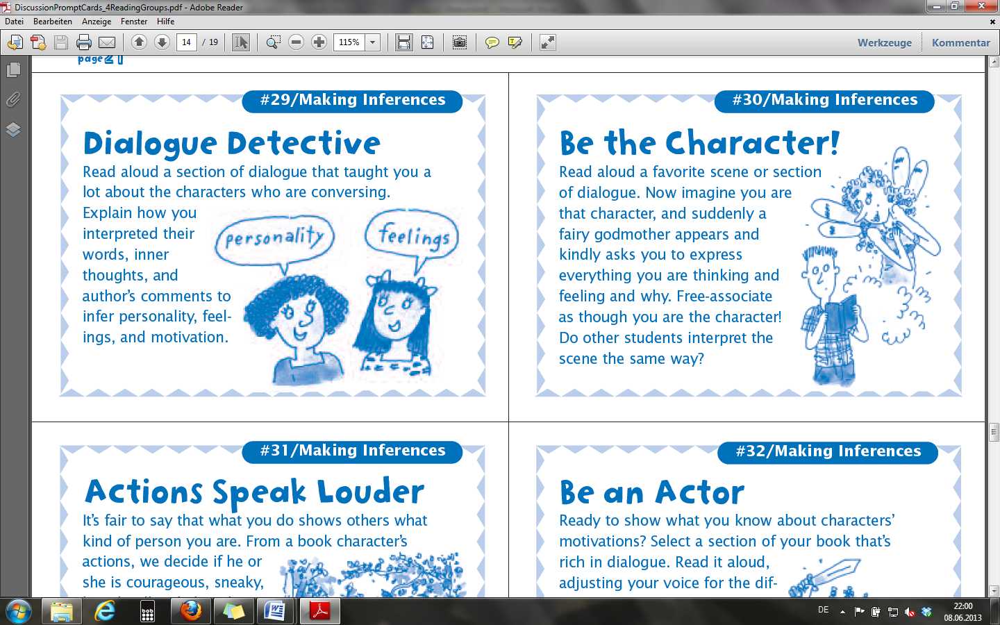 DiscussionPromptCards_4ReadingGroups.pdf - Adobe Reader
Datei Bearbeiten Anzeige Fenster Hilfe
14 / 19 115% Werkzeuge Kommentar
#29/Making Inferences
Dialogue Detective
Read aloud a section of dialogue that taught you a
lot about the characters who are conversing.
Explain how you
interpreted their
words, inner
thoughts, and
author's comments to
infer personality, feel-
ings, and motivation.
personality
feelings
#30/Making Inferences
Be the Character!
Read aloud a favorite scene or section
of dialogue. Now imagine you are
that character, and suddenly a
fairy godmother appears and
kindly asks you to express
everything you are thinking and
feeling and why. Free-associate
as though you are the character!
Do other students interpret the
scene the same way?
#31/Making Inferences
Actions Speak Louder
It's fair to say that what you do shows others what
kind of person you are. From a book character's
actions, we decide if he or
she is courageous, sneaky,
#32/Making Inferences
Be an Actor
Ready to show what you know about characters'
motivations? Select a section of your book that's
rich in dialogue. Read it aloud,
adjusting your voice for the dif-
bob
DE
22:00
08.06.2013